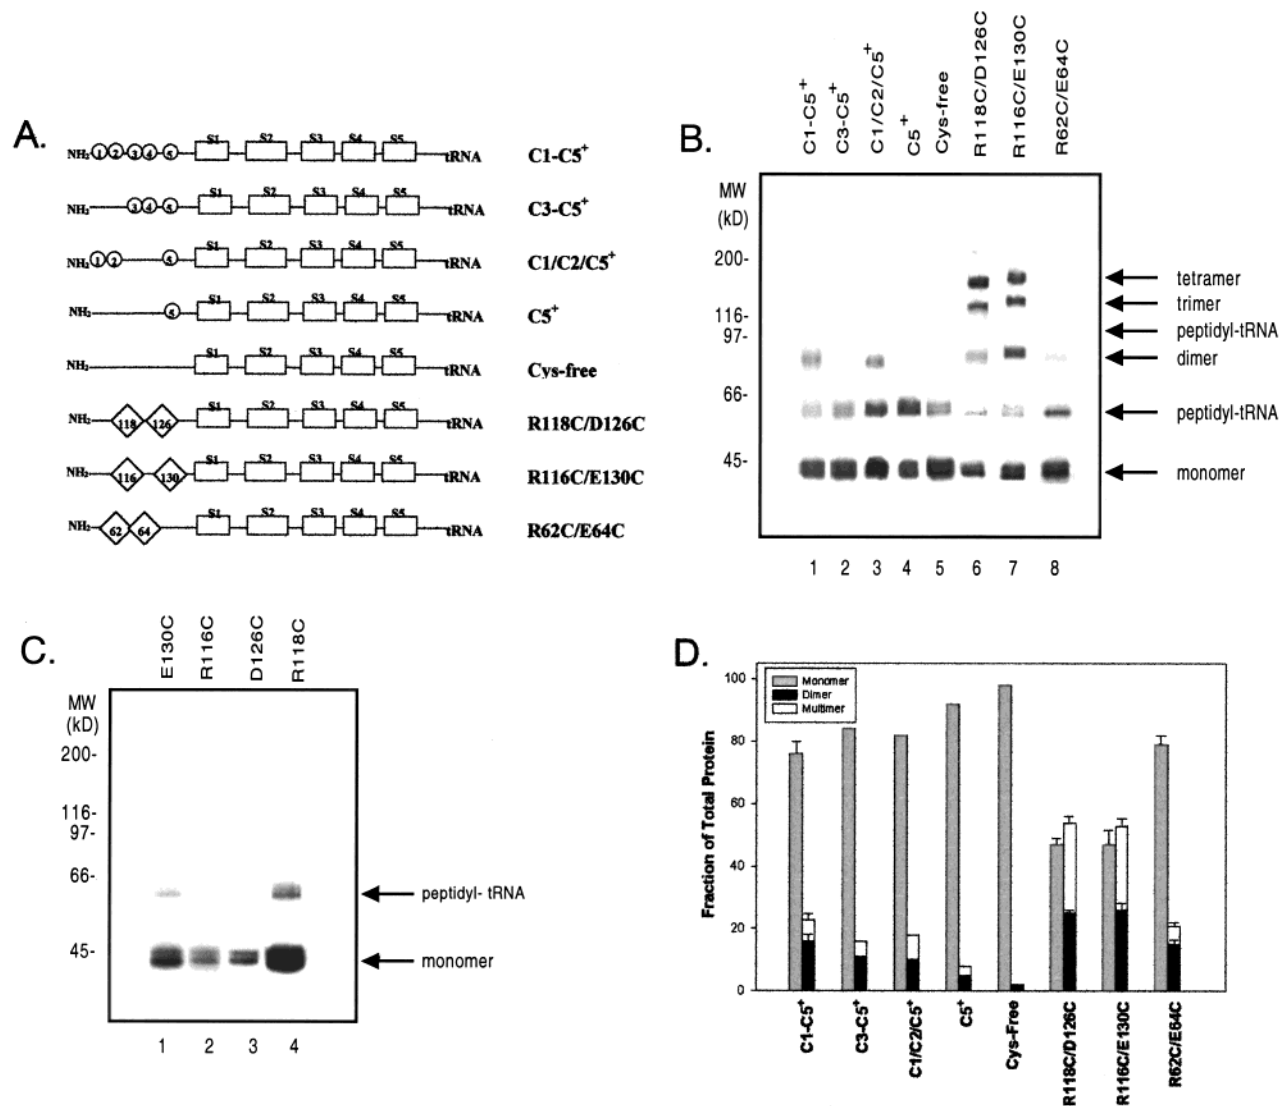 A.
NH₂ 1 2 3 4 5 S1 S2 S3 S4 S5 tRNA C1-C5⁺
NH₂ 3 4 5 S1 S2 S3 S4 S5 tRNA C3-C5⁺
NH₂ 1 2 5 S1 S2 S3 S4 S5 tRNA C1/C2/C5⁺
NH₂ 5 S1 S2 S3 S4 S5 tRNA C5⁺
NH₂ S1 S2 S3 S4 S5 tRNA Cys-free
NH₂ 118 126 S1 S2 S3 S4 S5 tRNA R118C/D126C
NH₂ 116 130 S1 S2 S3 S4 S5 tRNA R116C/E130C
NH₂ 62 64 S1 S2 S3 S4 S5 tRNA R62C/E64C
B.
C1-C5⁺
C3-C5⁺
C1/C2/C5⁺
C5⁺
Cys-free
R118C/D126C
R116C/E130C
R62C/E64C
MW
(kD)
200-
116-
97-
66-
45-
tetramer
trimer
peptidyl-tRNA
dimer
peptidyl-tRNA
monomer
1 2 3 4 5 6 7 8
C.
E130C
R116C
D126C
R118C
MW
(kD)
200-
116-
97-
66-
45-
peptidyl- tRNA
monomer
1 2 3 4
D.
Fraction of Total Protein
100
80
60
40
20
0
Monomer
Dimer
Multimer
C1-C5⁺
C3-C5⁺
C1/C2/C5⁺
C5⁺
Cys-Free
R118C/D126C
R116C/E130C
R62C/E64C